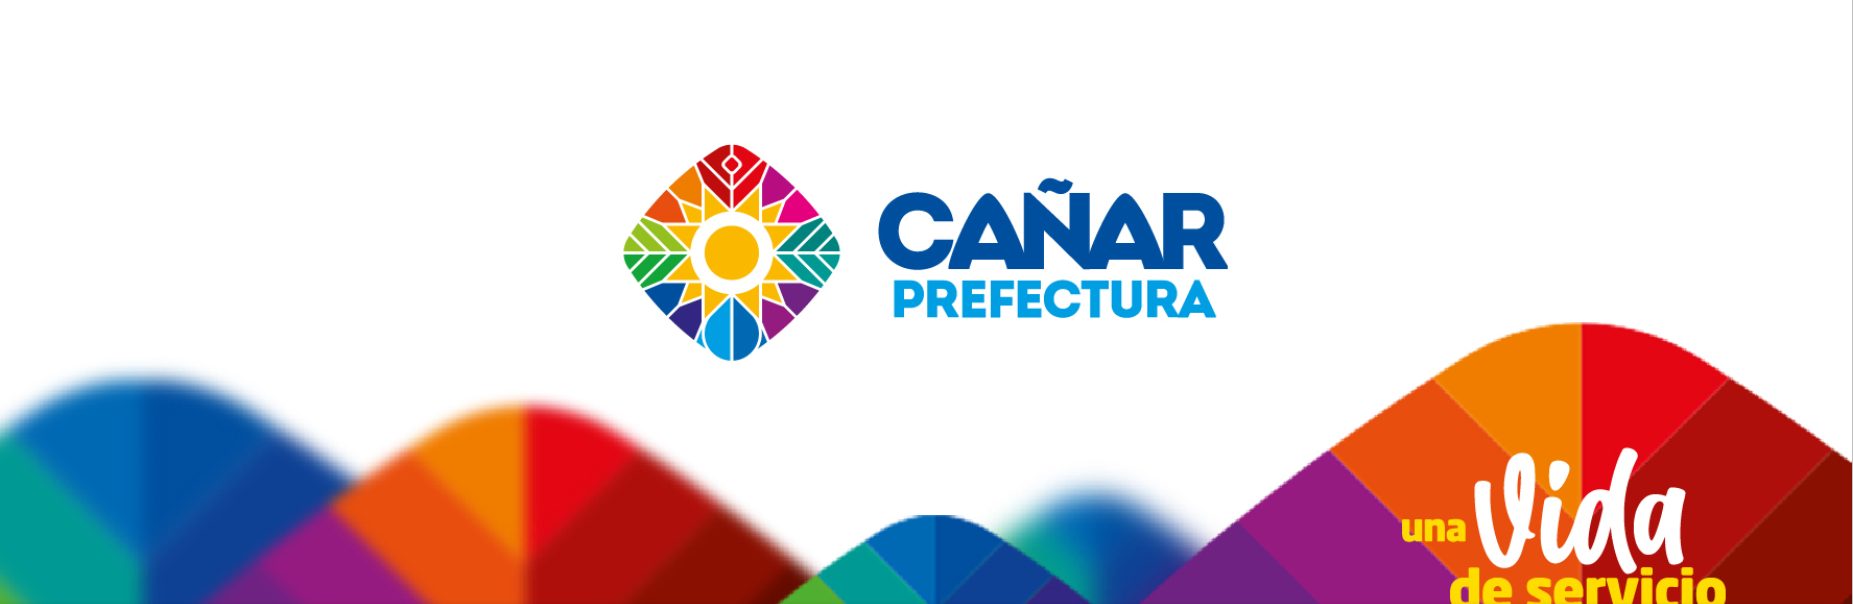 CAÑAR
PREFECTURA
una Vida
de servicio